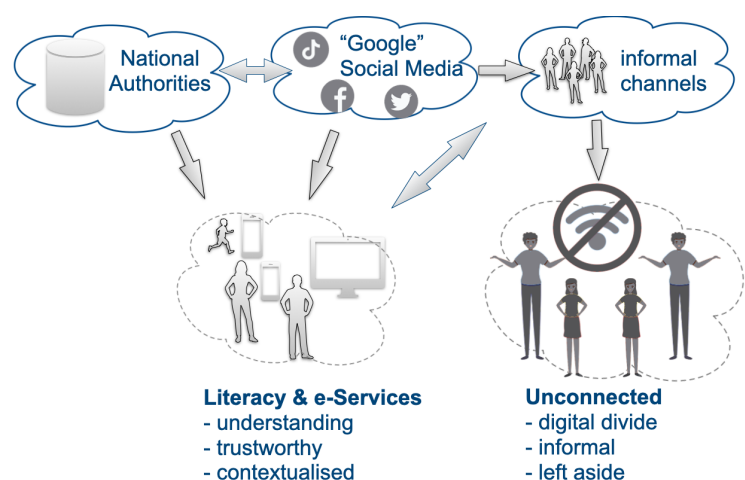 National
Authorities
“Google”
Social Media
informal
channels
Literacy & e-Services
- understanding
- trustworthy
- contextualised
Unconnected
- digital divide
- informal
- left aside